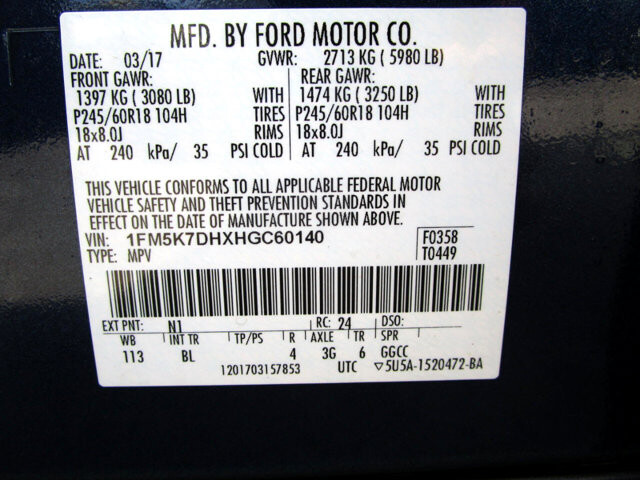 MFD. BY FORD MOTOR CO.
DATE: 03/17 GVWR: 2713 KG ( 5980 LB)
FRONT GAWR: REAR GAWR:
1397 KG ( 3080 LB) WITH 1474 KG ( 3250 LB) WITH
P245/60R18 104H TIRES P245/60R18 104H TIRES
18x8.0J RIMS 18x8.0J RIMS
AT 240 kPa/ 35 PSI COLD AT 240 kPa/ 35 PSI COLD
THIS VEHICLE CONFORMS TO ALL APPLICABLE FEDERAL MOTOR
VEHICLE SAFETY AND THEFT PREVENTION STANDARDS IN
EFFECT ON THE DATE OF MANUFACTURE SHOWN ABOVE.
VIN: 1FM5K7DHXHGC60140 F0358
TYPE: MPV T0449
EXT PNT: N1 RC: 24 DSO:
WB INT TR TP/PS R AXLE TR SPR
113 BL 4 3G 6 GGCC
1201703157853 UTC ▽5U5A-1520472-BA